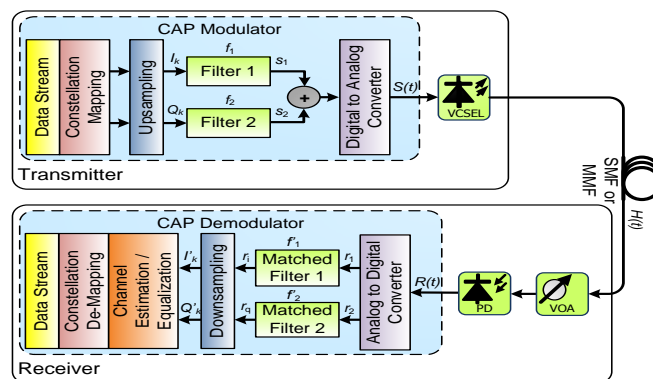 CAP Modulator
Data Stream
Constellation
Mapping
Upsampling
I_k
Q_k
f_1
Filter 1
f_2
Filter 2
s_1
s_2
+
Digital to Analog
Converter
S(t)
VCSEL
Transmitter
SMF or
MMF
H(t)
CAP Demodulator
Data Stream
Constellation
De-Mapping
Channel
Estimation /
Equalization
I'_k
Q'_k
Downsampling
r_i
r_q
f'_1
Matched
Filter 1
f'_2
Matched
Filter 2
r_1
r_2
Analog to Digital
Converter
R(t)
PD
VOA
Receiver